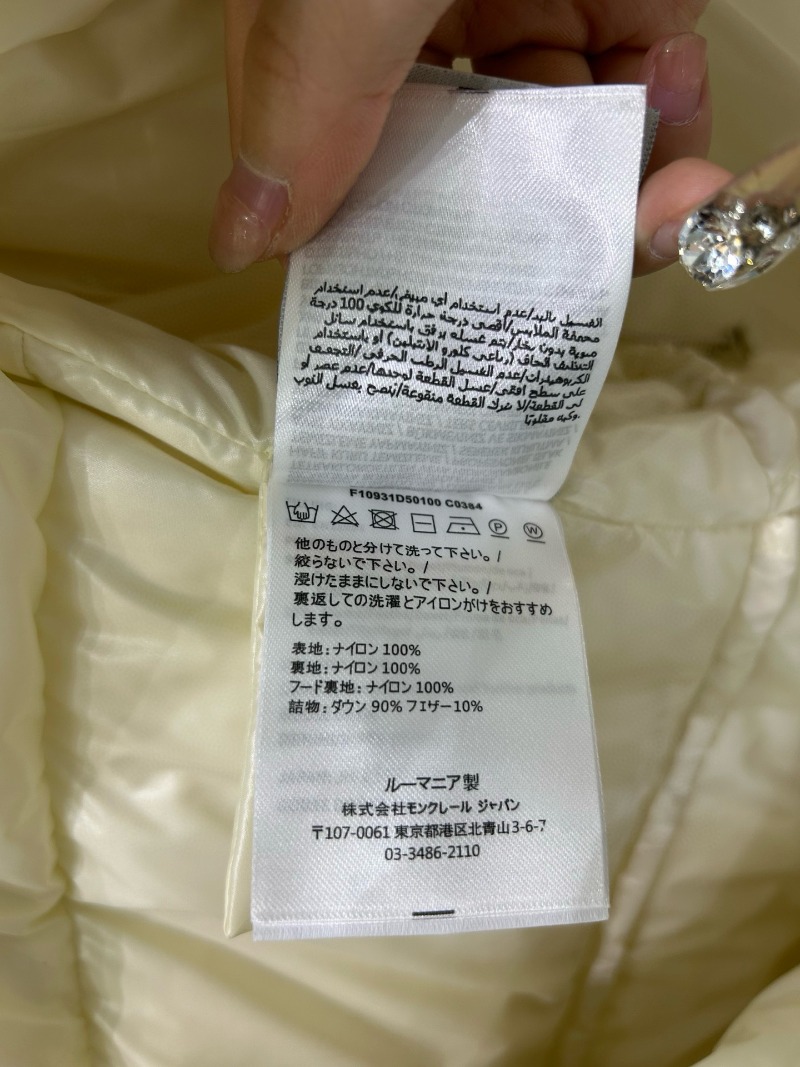 الغسيل باليد/عدم استخدام أي مبيض/عدم استخدام
مجففة الملابس/أقصى درجة حرارة للكوي 100 درجة
مئوية بدون بخار/يتم غسله برفق باستخدام سائل
التنظيف الجاف (رباعي كلورو الاثيلين) أو باستخدام
الكربوهيدرات/عدم الغسيل الرطب الحرفي/التجفيف
على سطح أفقي/غسل القطعة لوحدها/عدم عصر أو
لي القطعة/لا تترك القطعة منقوعة/ينصح بغسل الثوب
وكيه مقلوبًا.
F10931D50100 C0384
P W
他のものと分けて洗って下さい。/
絞らないで下さい。/
浸けたままにしないで下さい。/
裏返しての洗濯とアイロンがけをおすすめ
します。
表地:ナイロン 100%
裏地:ナイロン 100%
フード裏地:ナイロン 100%
詰物:ダウン 90% フェザー10%
ルーマニア製
株式会社モンクレール ジャパン
〒107-0061 東京都港区北青山3-6-7
03-3486-2110